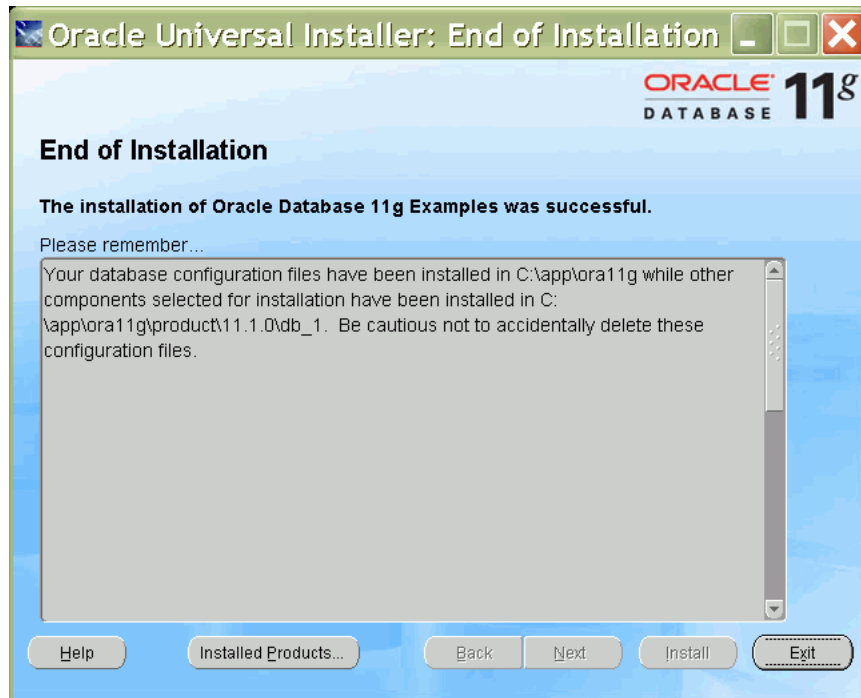 Oracle Universal Installer: End of Installation
ORACLE
DATABASE 11g
End of Installation
The installation of Oracle Database 11g Examples was successful.
Please remember...
Your database configuration files have been installed in C:\app\ora11g while other
components selected for installation have been installed in C:
\app\ora11g\product\11.1.0\db_1. Be cautious not to accidentally delete these
configuration files.
Help Installed Products... Back Next Install Exit